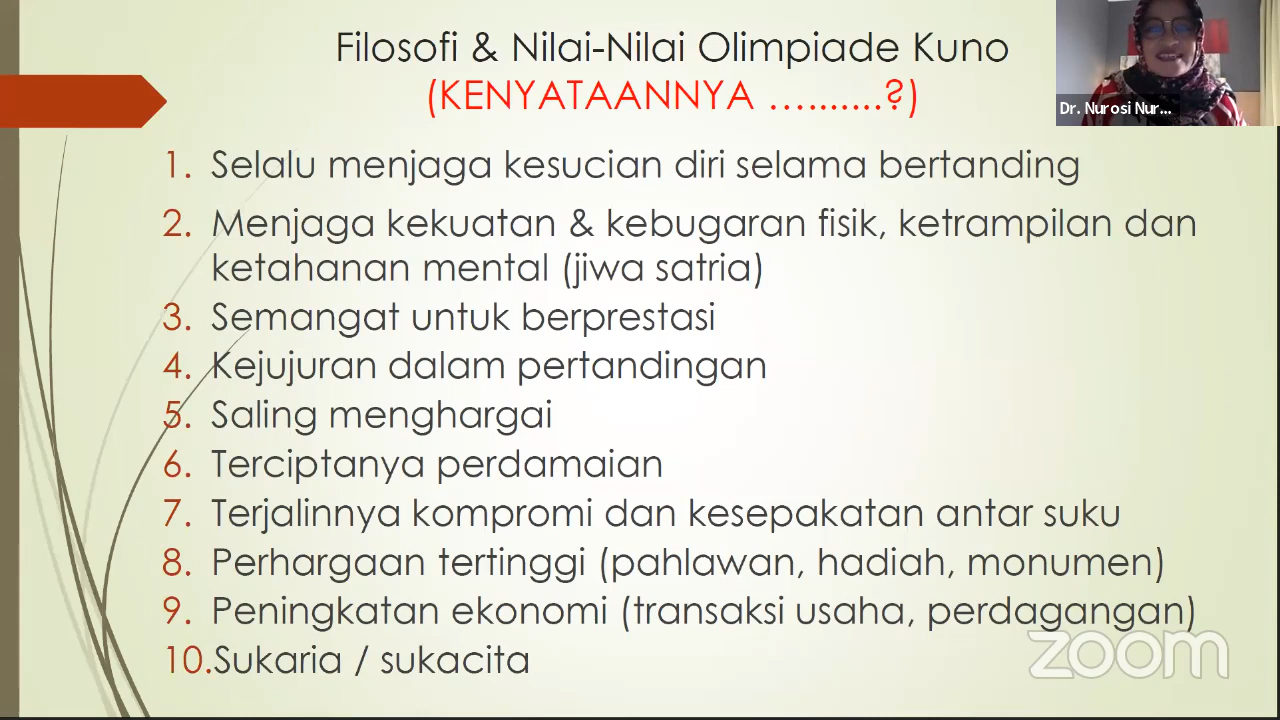 Filosofi & Nilai-Nilai Olimpiade Kuno
(KENYATAANNYA ….......?)
Dr. Nurosi Nur...
1. Selalu menjaga kesucian diri selama bertanding
2. Menjaga kekuatan & kebugaran fisik, ketrampilan dan
ketahanan mental (jiwa satria)
3. Semangat untuk berprestasi
4. Kejujuran dalam pertandingan
5. Saling menghargai
6. Terciptanya perdamaian
7. Terjalinnya kompromi dan kesepakatan antar suku
8. Perhargaan tertinggi (pahlawan, hadiah, monumen)
9. Peningkatan ekonomi (transaksi usaha, perdagangan)
10.Sukaria / sukacita
zoom